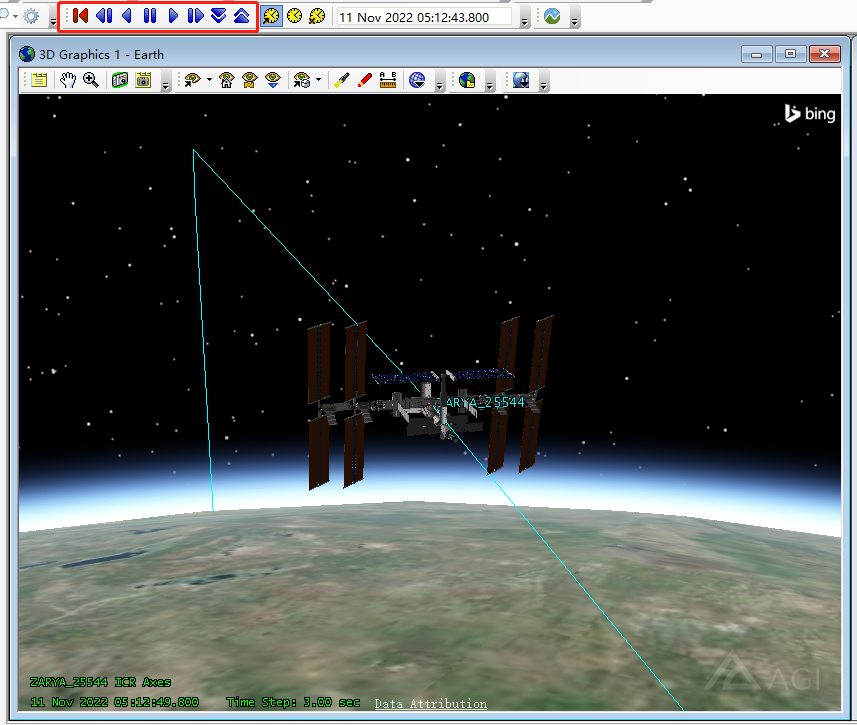 11 Nov 2022 05:12:43.800
3D Graphics 1 - Earth
A B
bing
ZARYA_25544
AGI
ZARYA_25544 ICR Axes
11 Nov 2022 05:12:49.800 Time Step: 3.00 sec Data Attribution